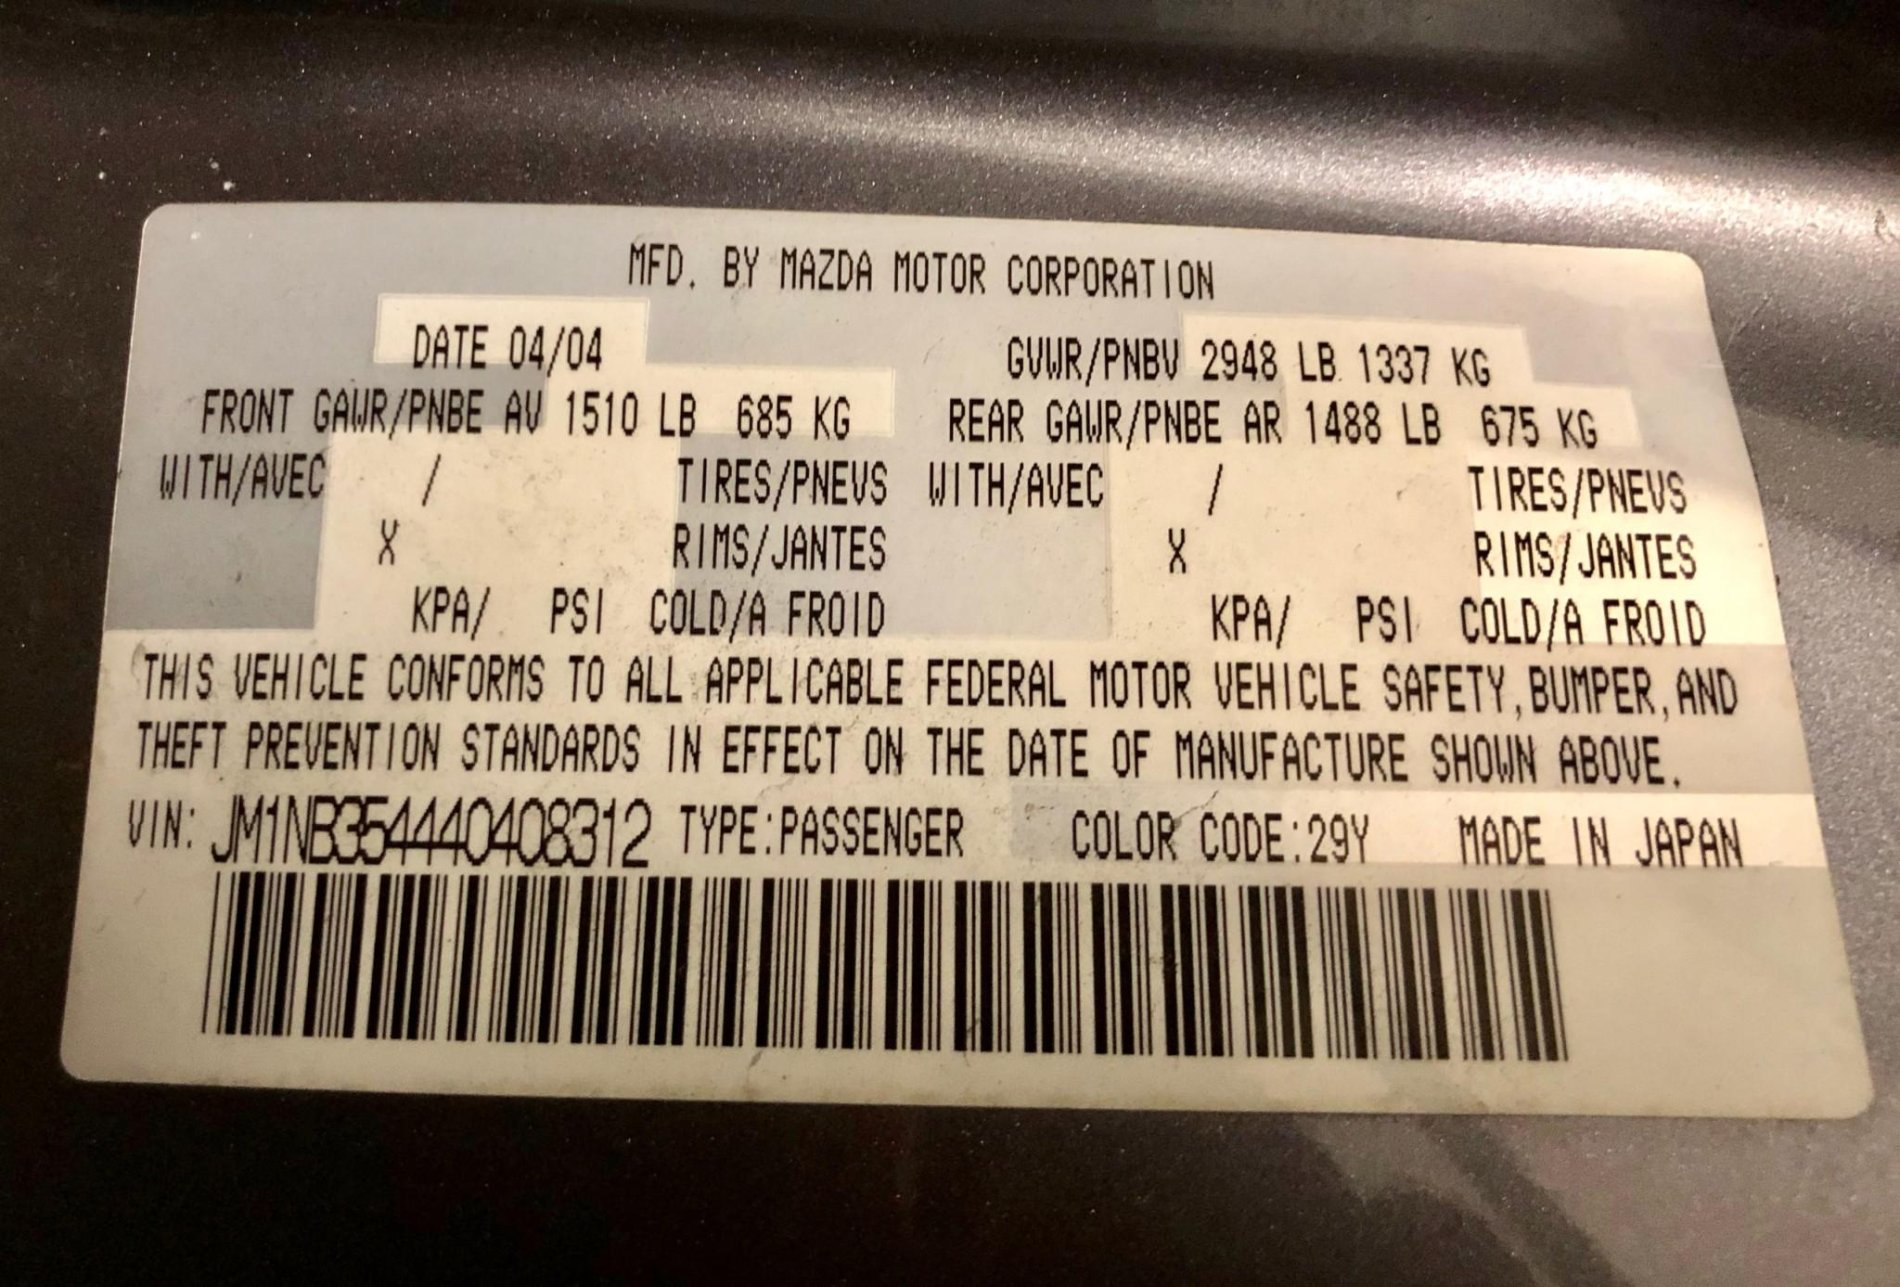 MFD. BY MAZDA MOTOR CORPORATION
DATE 04/04 GVWR/PNBV 2948 LB 1337 KG
FRONT GAWR/PNBE AV 1510 LB 685 KG REAR GAWR/PNBE AR 1488 LB 675 KG
WITH/AVEC / TIRES/PNEUS WITH/AVEC / TIRES/PNEUS
X RIMS/JANTES X RIMS/JANTES
KPA/ PSI COLD/A FROID KPA/ PSI COLD/A FROID
THIS VEHICLE CONFORMS TO ALL APPLICABLE FEDERAL MOTOR VEHICLE SAFETY, BUMPER, AND
THEFT PREVENTION STANDARDS IN EFFECT ON THE DATE OF MANUFACTURE SHOWN ABOVE.
VIN: JM1NB354440408312 TYPE:PASSENGER COLOR CODE:29Y MADE IN JAPAN